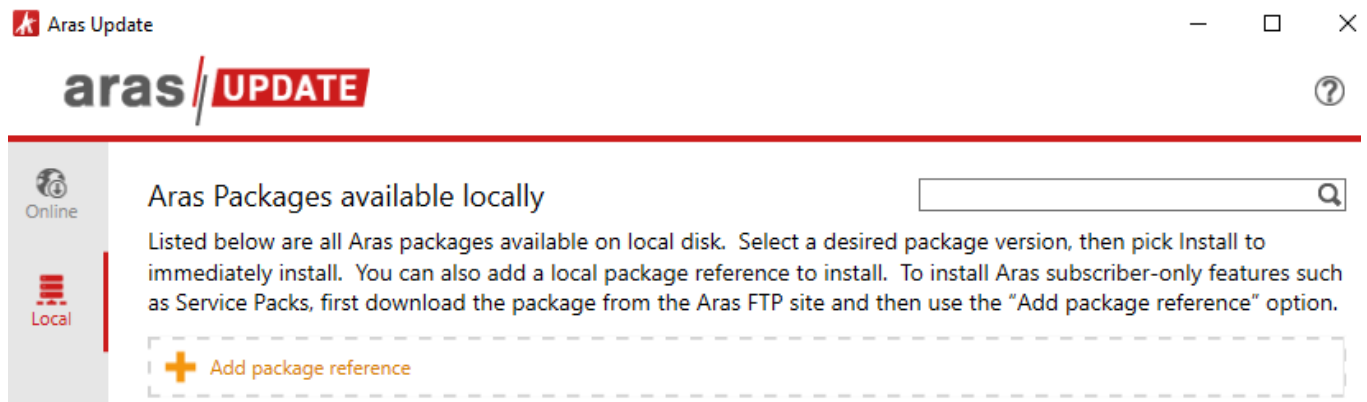 Aras Update
aras UPDATE
?
Online
Local
Aras Packages available locally
Listed below are all Aras packages available on local disk.  Select a desired package version, then pick Install to
immediately install.  You can also add a local package reference to install.  To install Aras subscriber-only features such
as Service Packs, first download the package from the Aras FTP site and then use the “Add package reference” option.
Add package reference